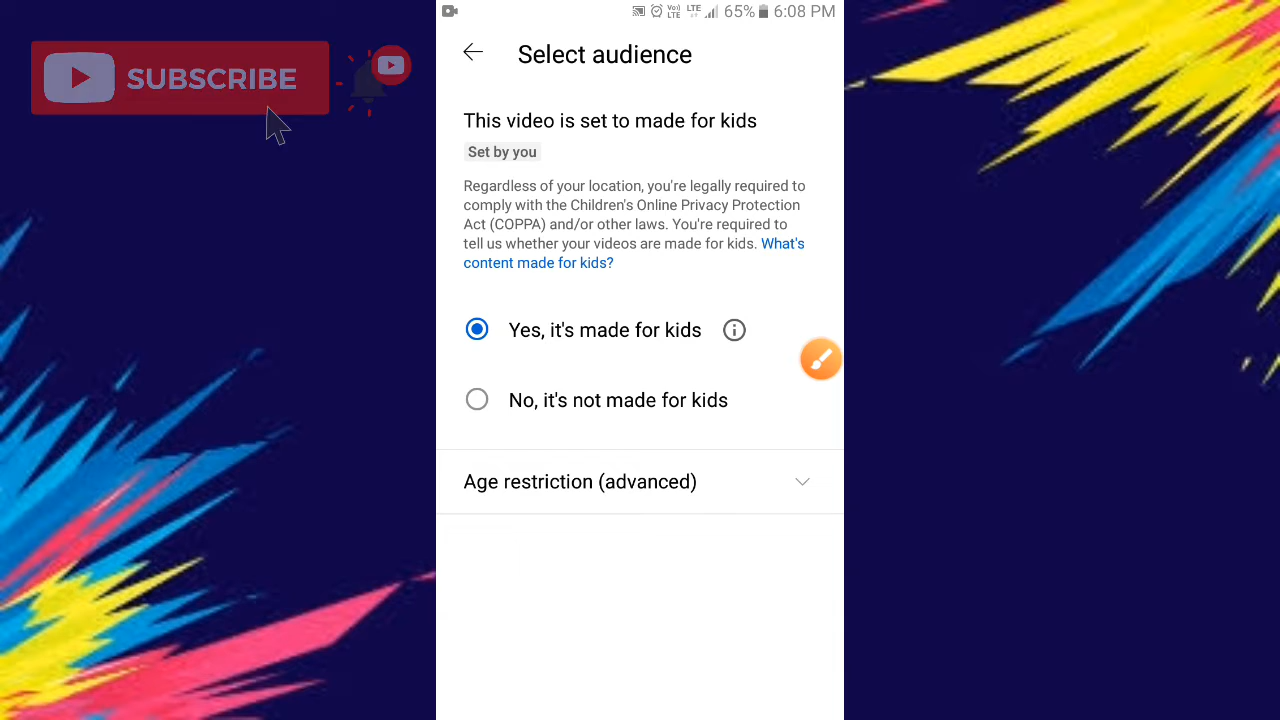 SUBSCRIBE
Vo) LTE LTE 65% 6:08 PM
Select audience
This video is set to made for kids
Set by you
Regardless of your location, you're legally required to
comply with the Children's Online Privacy Protection
Act (COPPA) and/or other laws. You're required to
tell us whether your videos are made for kids. What's
content made for kids?
Yes, it's made for kids
No, it's not made for kids
Age restriction (advanced)